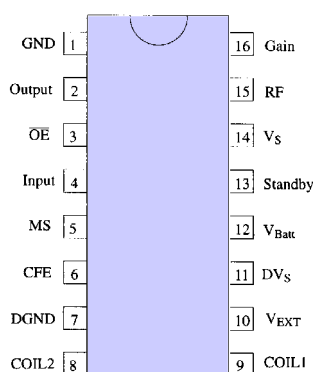 GND 1 16 Gain
Output 2 15 RF
O̅E̅ 3 14 VS
Input 4 13 Standby
MS 5 12 VBatt
CFE 6 11 DVS
DGND 7 10 VEXT
COIL2 8 9 COIL1